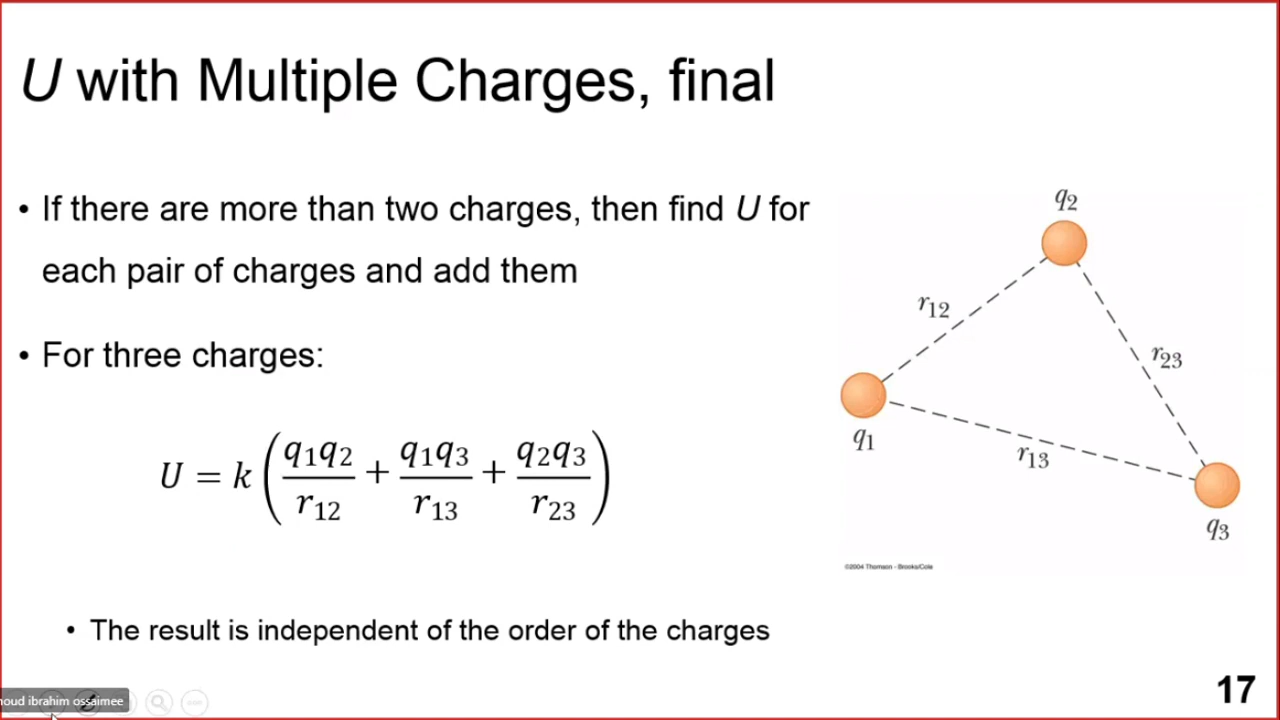 U with Multiple Charges, final
• If there are more than two charges, then find U for
each pair of charges and add them
• For three charges:
U = k(q₁q₂/r₁₂ + q₁q₃/r₁₃ + q₂q₃/r₂₃)
• The result is independent of the order of the charges
q₂
r₁₂
r₂₃
q₁
r₁₃
q₃
©2004 Thomson - Brooks/Cole
17
ibrahim ossaimee